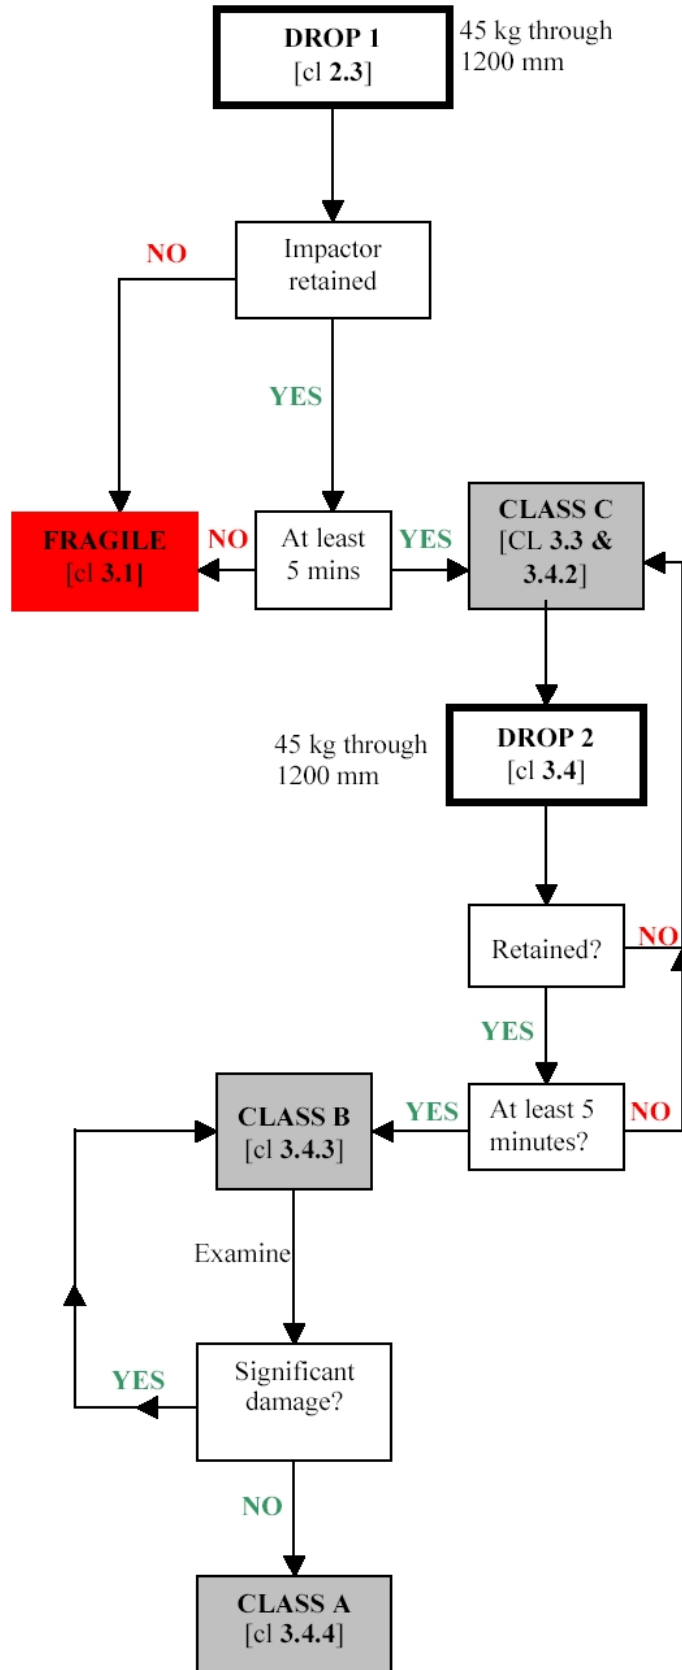 DROP 1
[cl 2.3]
45 kg through
1200 mm
Impactor
retained
NO
YES
FRAGILE
[cl 3.1]
NO
At least
5 mins
YES
CLASS C
[CL 3.3 &
3.4.2]
45 kg through
1200 mm
DROP 2
[cl 3.4]
Retained?
NO
YES
CLASS B
[cl 3.4.3]
YES
At least 5
minutes?
NO
Examine
Significant
damage?
YES
NO
CLASS A
[cl 3.4.4]